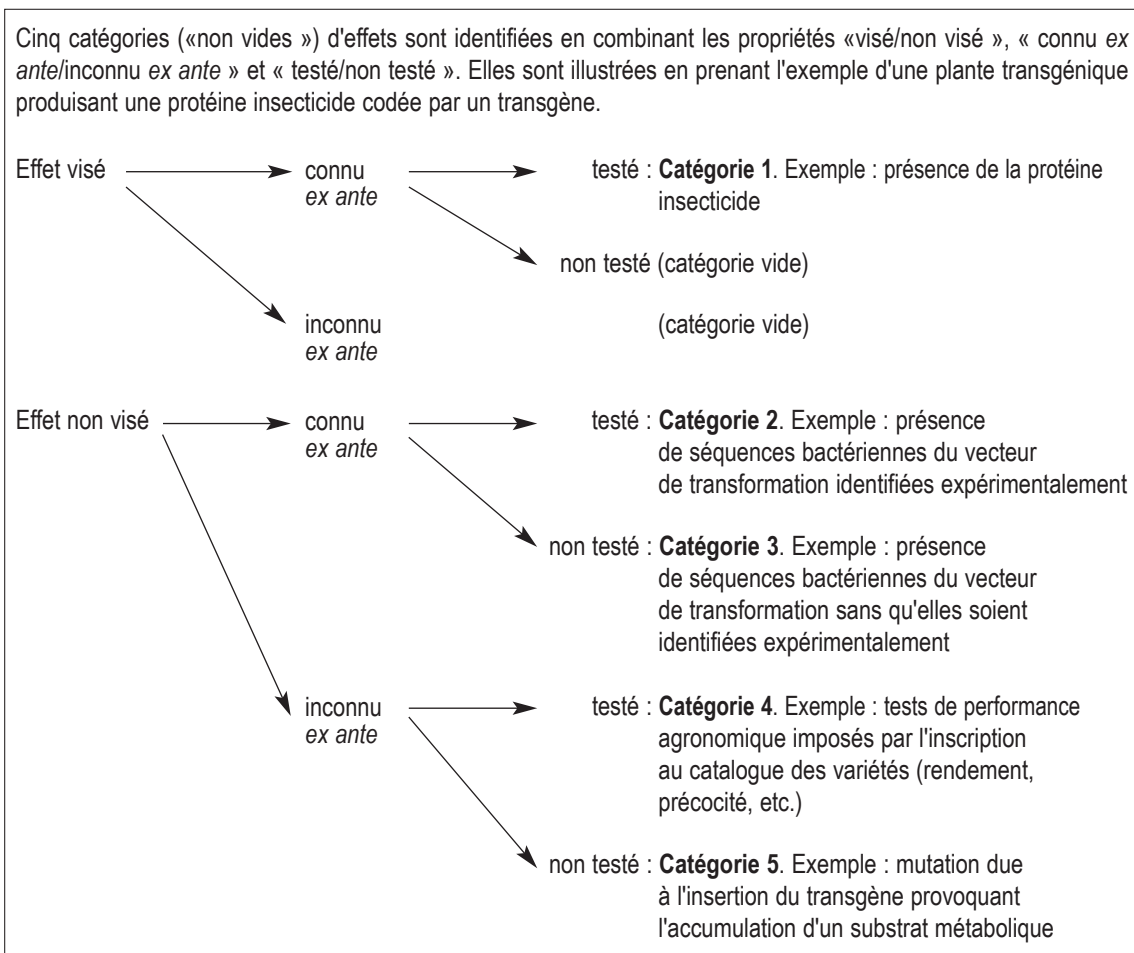 Cinq catégories («non vides ») d'effets sont identifiées en combinant les propriétés «visé/non visé », « connu ex
ante/inconnu ex ante » et « testé/non testé ». Elles sont illustrées en prenant l'exemple d'une plante transgénique
produisant une protéine insecticide codée par un transgène.
Effet visé connu testé : Catégorie 1. Exemple : présence de la protéine
ex ante insecticide
non testé (catégorie vide)
inconnu (catégorie vide)
ex ante
Effet non visé connu testé : Catégorie 2. Exemple : présence
ex ante de séquences bactériennes du vecteur
de transformation identifiées expérimentalement
non testé : Catégorie 3. Exemple : présence
de séquences bactériennes du vecteur
de transformation sans qu'elles soient
identifiées expérimentalement
inconnu testé : Catégorie 4. Exemple : tests de performance
ex ante agronomique imposés par l'inscription
au catalogue des variétés (rendement,
précocité, etc.)
non testé : Catégorie 5. Exemple : mutation due
à l'insertion du transgène provoquant
l'accumulation d'un substrat métabolique